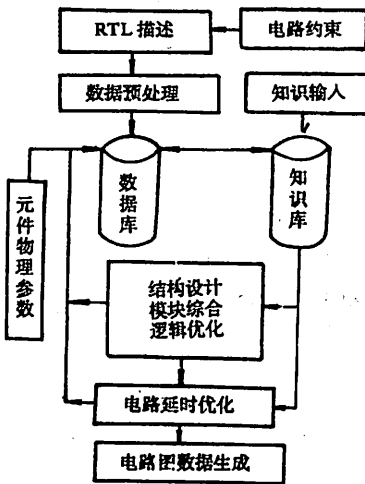 RTL 描述
电路约束
数据预处理
知识输入
数据库
知识库
元件物理参数
结构设计
模块综合
逻辑优化
电路延时优化
电路图数据生成